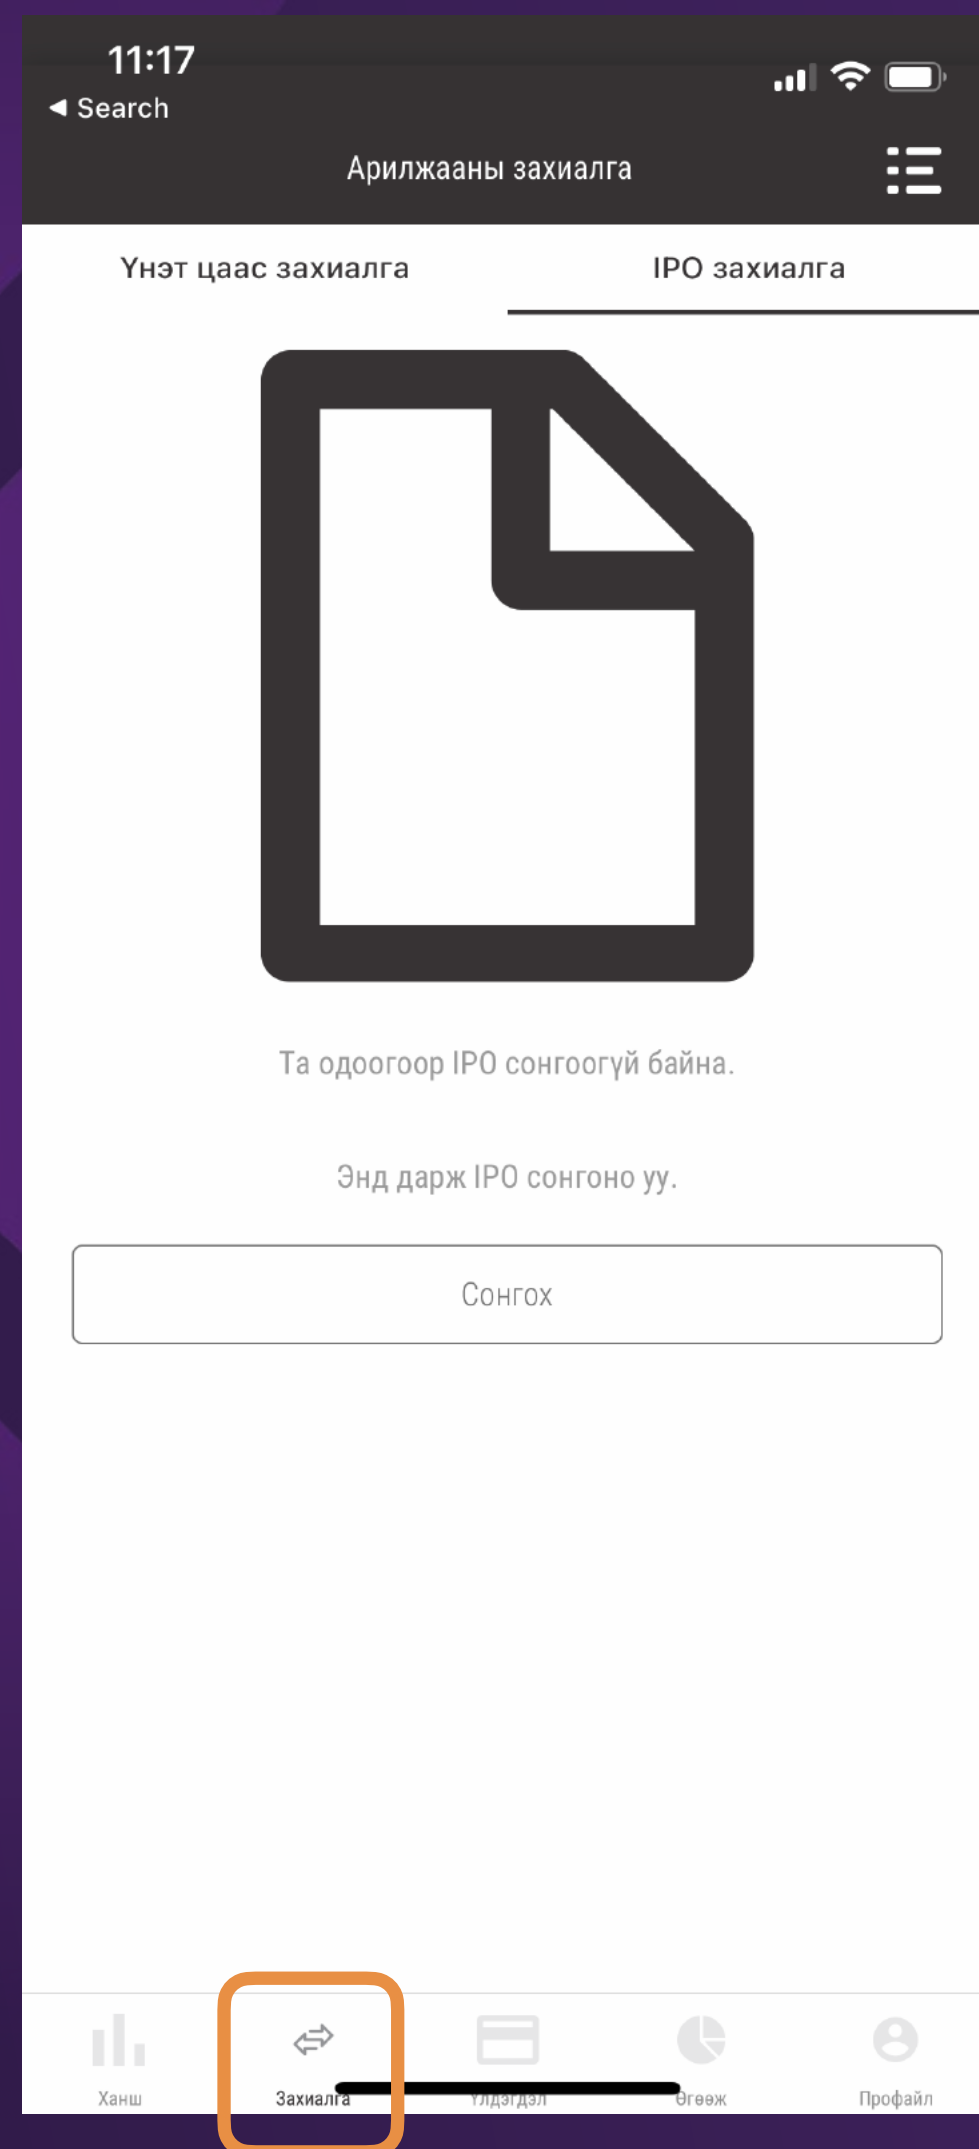 11:17
◀ Search
Арилжааны захиалга
Үнэт цаас захиалга
IPO захиалга
Та одоогоор IPO сонгоогүй байна.
Энд дарж IPO сонгоно уу.
Сонгох
Ханш
Захиалга
Үлдэгдэл
Өгөөж
Профайл